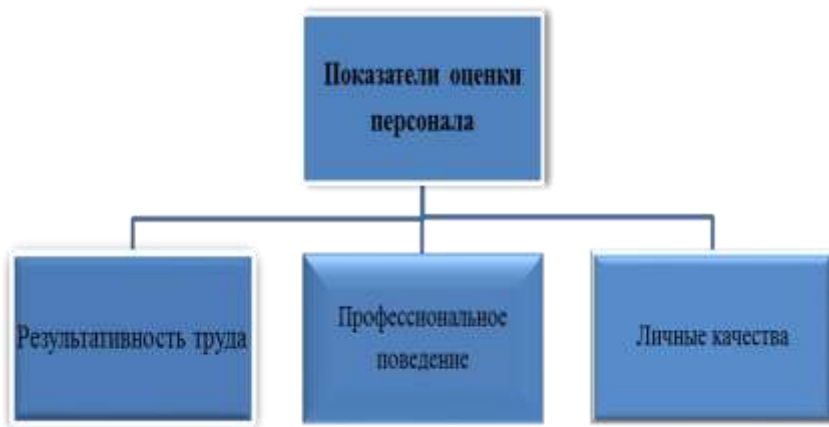 Показатели оценки
персонала
Результативность труда
Профессиональное
поведение
Личные качества